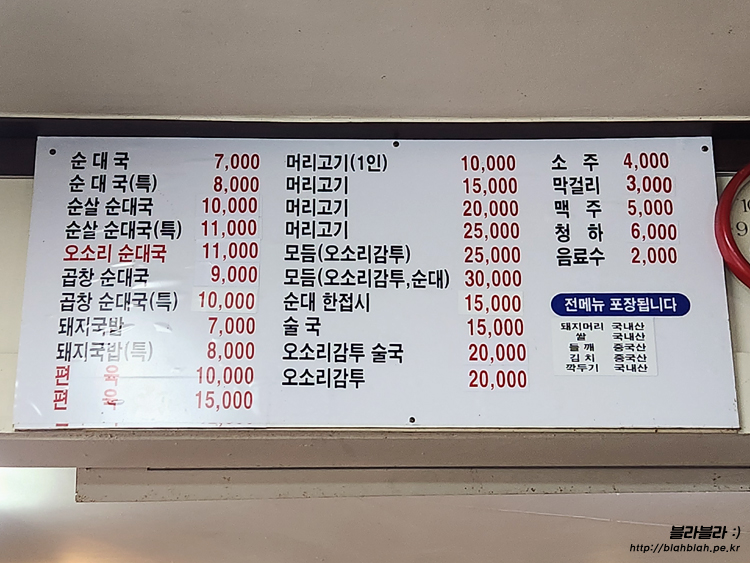 순 대 국 7,000
순 대 국(특) 8,000
순살 순대국 10,000
순살 순대국(특) 11,000
오소리 순대국 11,000
곱창 순대국 9,000
곱창 순대국(특) 10,000
돼지국밥 7,000
돼지국밥(특) 8,000
편 육 10,000
편 육 15,000
머리고기(1인) 10,000
머리고기 15,000
머리고기 20,000
머리고기 25,000
모듬(오소리감투) 25,000
모듬(오소리감투,순대) 30,000
순대 한접시 15,000
술 국 15,000
오소리감투 술국 20,000
오소리감투 20,000
소 주 4,000
막걸리 3,000
맥 주 5,000
청 하 6,000
음료수 2,000
전메뉴 포장됩니다
돼지머리 국내산
쌀 국내산
들 깨 중국산
김 치 중국산
깍두기 국내산
10
9
블라블라 :)
http://blahblah.pe.kr